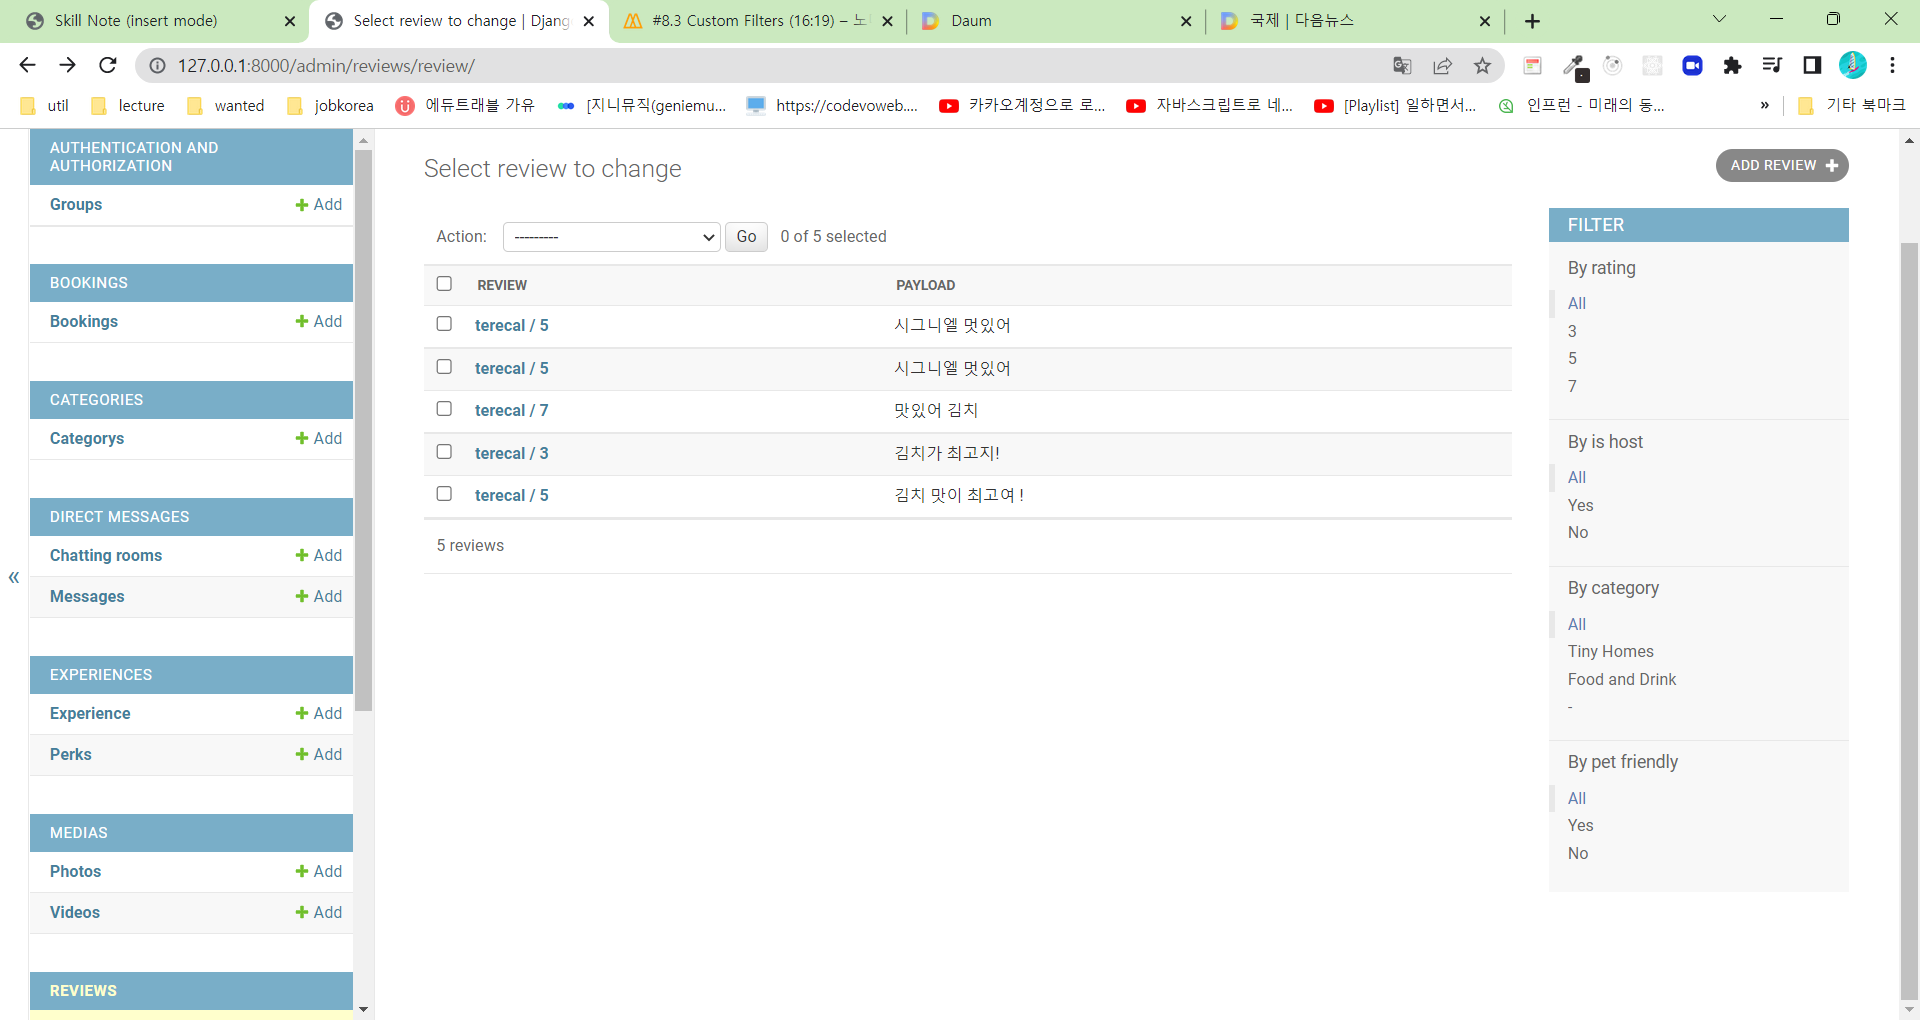 Skill Note (insert mode)
Select review to change | Djang
#8.3 Custom Filters (16:19) – 노
Daum
국제 | 다음뉴스
127.0.0.1:8000/admin/reviews/review/
util
lecture
wanted
jobkorea
에듀트래블 가유
[지니뮤직(geniemu...
https://codevoweb....
카카오계정으로 로...
자바스크립트로 네...
[Playlist] 일하면서...
인프런 - 미래의 동...
»
기타 북마크
AUTHENTICATION AND
AUTHORIZATION
Groups
+ Add
BOOKINGS
Bookings
+ Add
CATEGORIES
Categorys
+ Add
DIRECT MESSAGES
Chatting rooms
+ Add
Messages
+ Add
EXPERIENCES
Experience
+ Add
Perks
+ Add
MEDIAS
Photos
+ Add
Videos
+ Add
REVIEWS
«
Select review to change
ADD REVIEW +
Action: --------- Go 0 of 5 selected
REVIEW PAYLOAD
terecal / 5 시그니엘 멋있어
terecal / 5 시그니엘 멋있어
terecal / 7 맛있어 김치
terecal / 3 김치가 최고지!
terecal / 5 김치 맛이 최고여 !
5 reviews
FILTER
By rating
All
3
5
7
By is host
All
Yes
No
By category
All
Tiny Homes
Food and Drink
-
By pet friendly
All
Yes
No